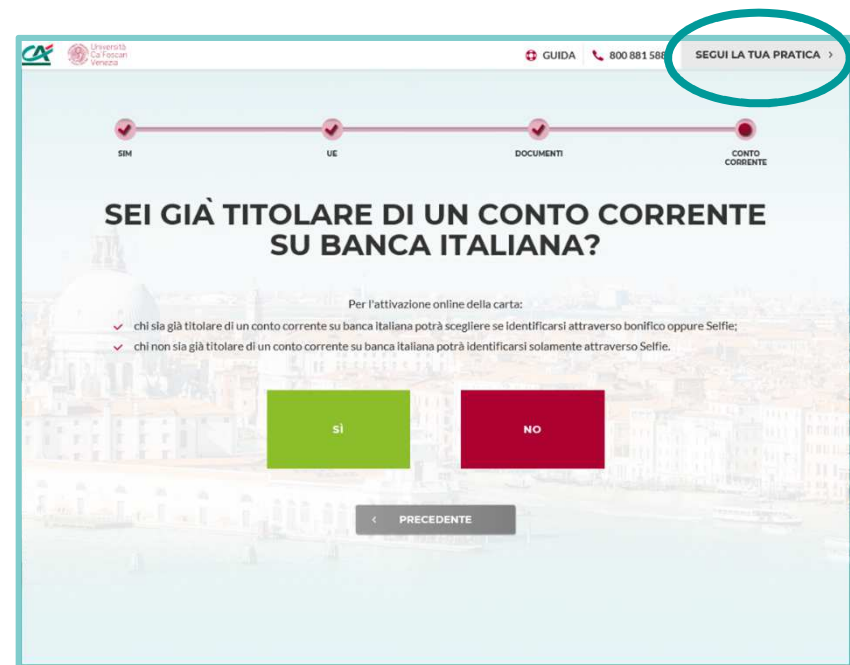 Università
Ca'Foscari
Venezia
GUIDA
800 881 588
SEGUI LA TUA PRATICA >
SIM
UE
DOCUMENTI
CONTO
CORRENTE
SEI GIÀ TITOLARE DI UN CONTO CORRENTE
SU BANCA ITALIANA?
Per l'attivazione online della carta:
chi sia già titolare di un conto corrente su banca italiana potrà scegliere se identificarsi attraverso bonifico oppure Selfie;
chi non sia già titolare di un conto corrente su banca italiana potrà identificarsi solamente attraverso Selfie.
SÌ
NO
< PRECEDENTE